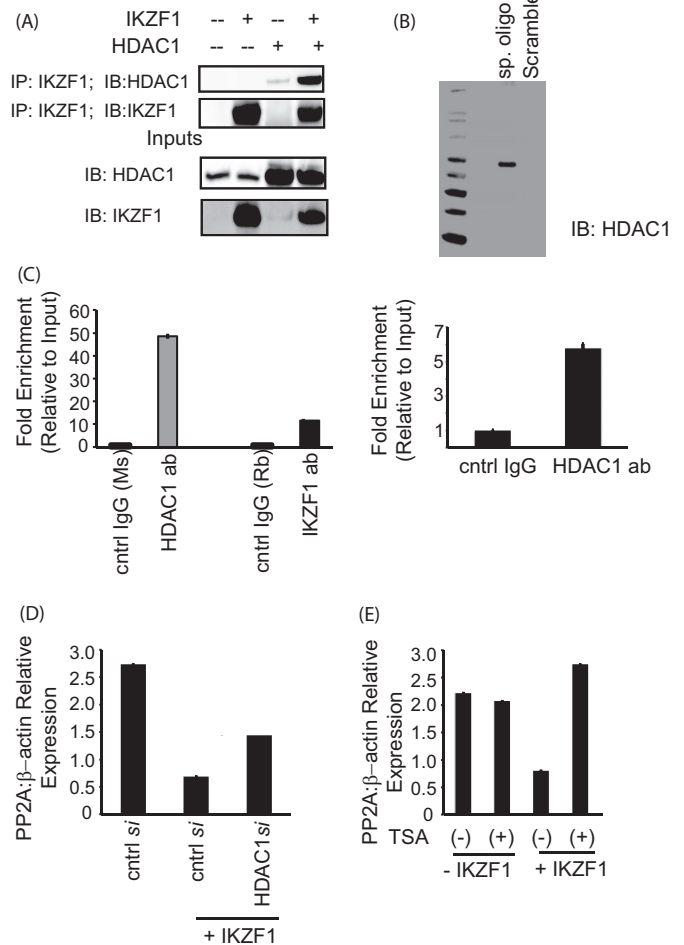 (A)
IKZF1 -- + -- +
HDAC1 -- -- + +
IP: IKZF1; IB:HDAC1
IP: IKZF1; IB:IKZF1
Inputs
IB: HDAC1
IB: IKZF1
(B)
sp. oligo
Scramble
IB: HDAC1
(C)
Fold Enrichment
(Relative to Input)
60
50
40
30
20
10
0
cntrl IgG (Ms)
HDAC1 ab
cntrl IgG (Rb)
IKZF1 ab
Fold Enrichment
(Relative to Input)
7
5
3
1
cntrl IgG HDAC1 ab
(D)
PP2A:β−actin Relative
Expression
3.0
2.5
2.0
1.5
1.0
0.5
0
cntrl si
cntrl si
HDAC1si
+ IKZF1
(E)
PP2A:β−actin Relative
Expression
3.0
2.5
2.0
1.5
1.0
0.5
0
TSA (-) (+) (-) (+)
- IKZF1 + IKZF1